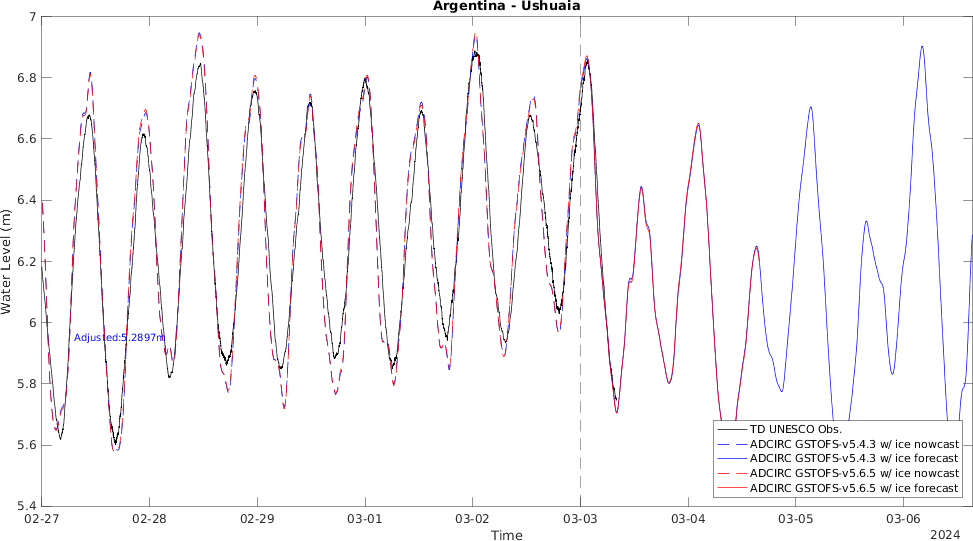 Argentina - Ushuaia
7
6.8
6.6
6.4
6.2
6
5.8
5.6
5.4
Water Level (m)
Adjusted:5.2897m
TD UNESCO Obs.
ADCIRC GSTOFS-v5.4.3 w/ ice nowcast
ADCIRC GSTOFS-v5.4.3 w/ ice forecast
ADCIRC GSTOFS-v5.6.5 w/ ice nowcast
ADCIRC GSTOFS-v5.6.5 w/ ice forecast
02-27 02-28 02-29 03-01 03-02 03-03 03-04 03-05 03-06
Time
2024